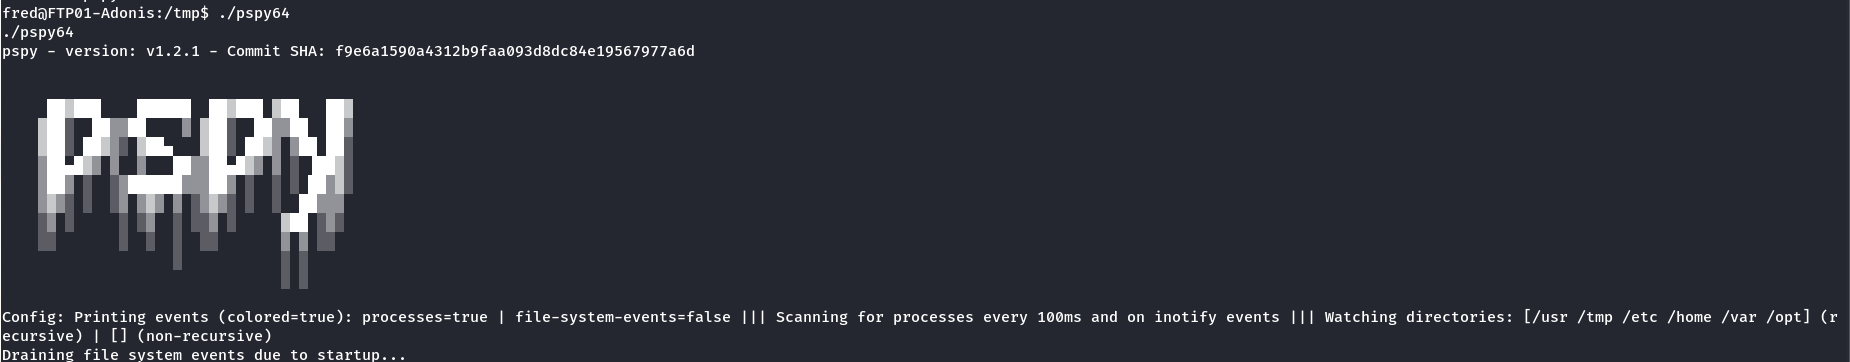 fred@FTP01-Adonis:/tmp$ ./pspy64
./pspy64
pspy - version: v1.2.1 - Commit SHA: f9e6a1590a4312b9faa093d8dc84e19567977a6d
pspy
Config: Printing events (colored=true): processes=true | file-system-events=false ||| Scanning for processes every 100ms and on inotify events ||| Watching directories: [/usr /tmp /etc /home /var /opt] (r
ecursive) | [] (non-recursive)
Draining file system events due to startup...